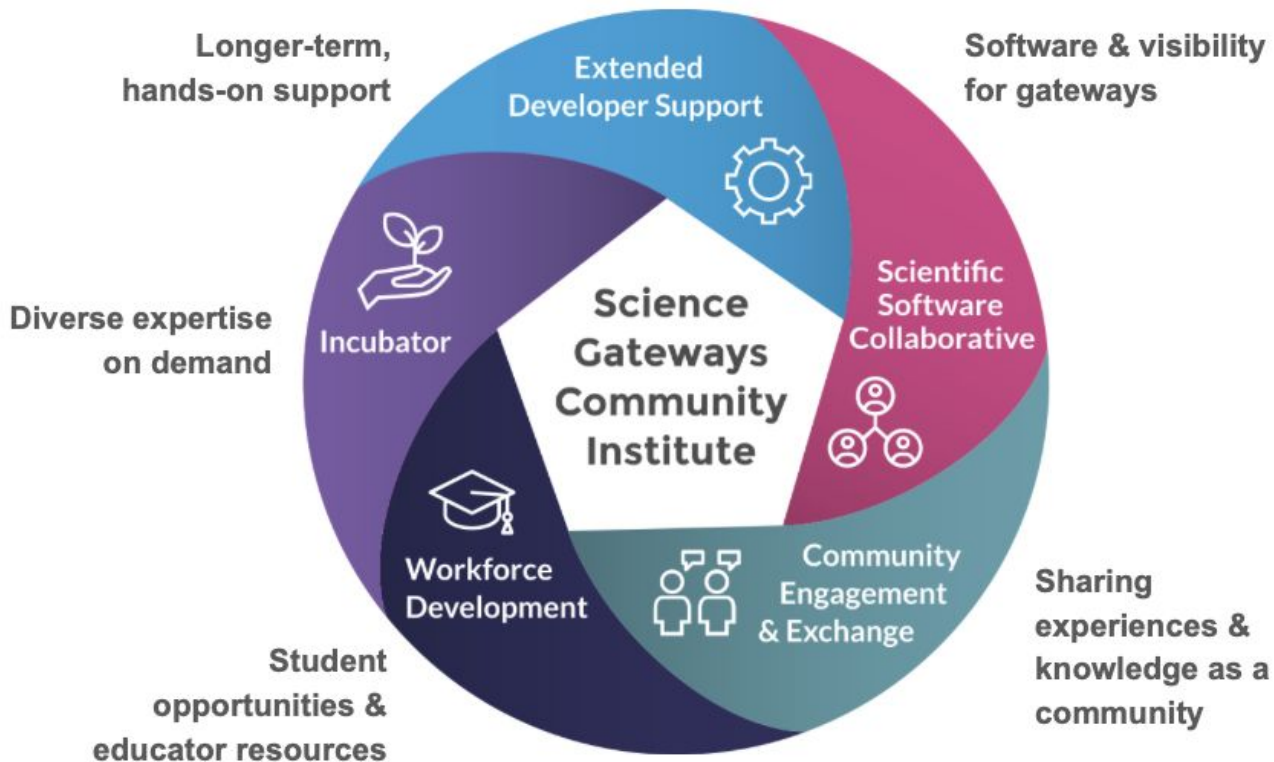 Longer-term,
hands-on support
Extended
Developer Support
Software & visibility
for gateways
Scientific
Software
Collaborative
Incubator
Diverse expertise
on demand
Science
Gateways
Community
Institute
Workforce
Development
Community
Engagement
& Exchange
Sharing
experiences &
knowledge as a
community
Student
opportunities &
educator resources